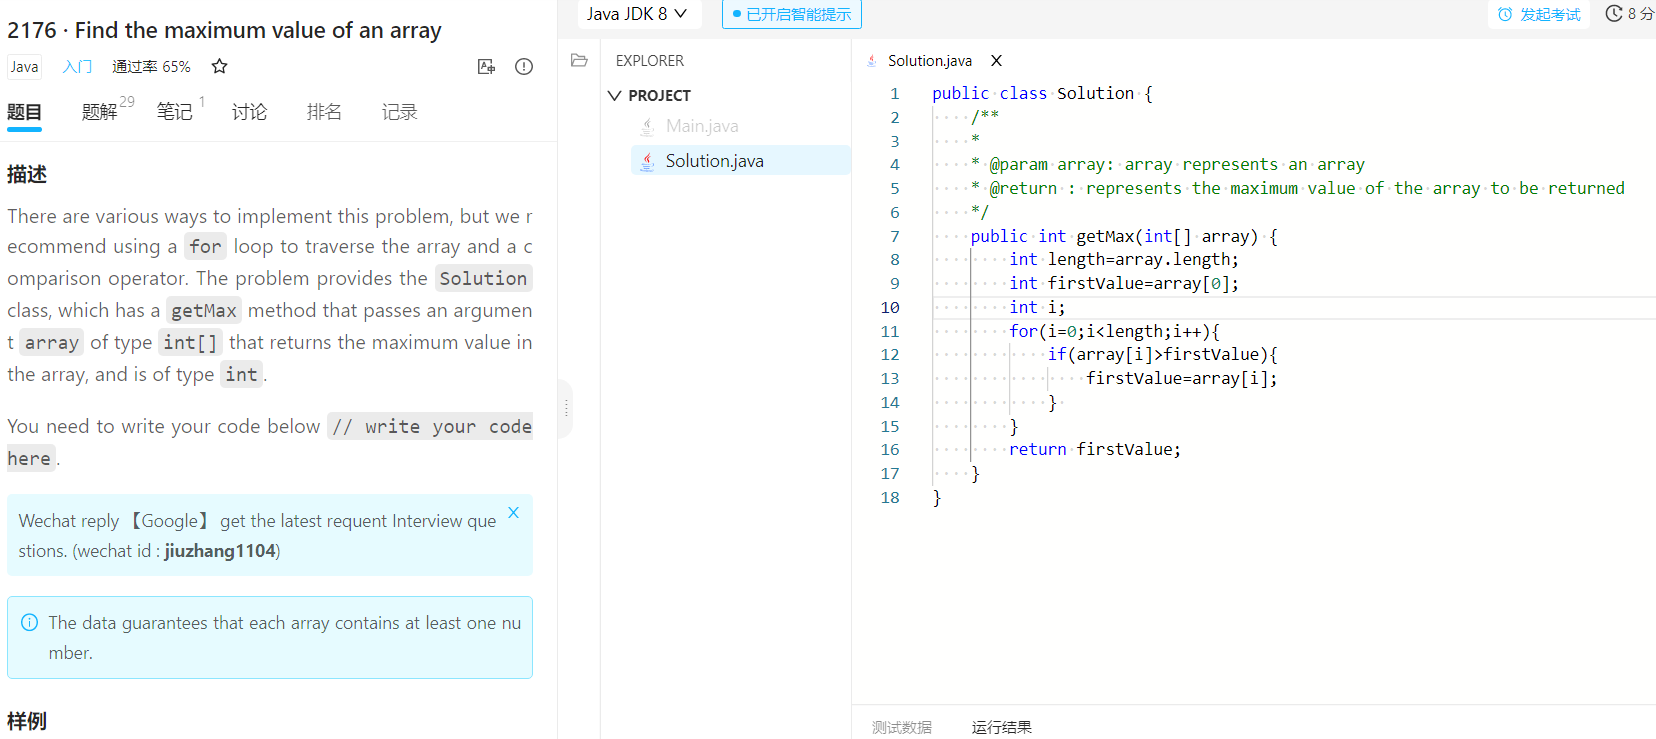 2176 · Find the maximum value of an array
Java 入门 通过率 65%
题目 题解 29 笔记 1 讨论 排名 记录
描述
There are various ways to implement this problem, but we r
ecommend using a for loop to traverse the array and a c
omparison operator. The problem provides the Solution
class, which has a getMax method that passes an argumen
t array of type int[] that returns the maximum value in
the array, and is of type int.
You need to write your code below // write your code
here.
Wechat reply 【Google】 get the latest requent Interview que
stions. (wechat id : jiuzhang1104)
The data guarantees that each array contains at least one nu
mber.
样例
Java JDK 8 已开启智能提示 发起考试 8 分
EXPLORER
PROJECT
Main.java
Solution.java
Solution.java
1 public class Solution {
2 /**
3 *
4 * @param array: array represents an array
5 * @return : represents the maximum value of the array to be returned
6 */
7 public int getMax(int[] array) {
8 int length=array.length;
9 int firstValue=array[0];
10 int i;
11 for(i=0;i<length;i++){
12 if(array[i]>firstValue){
13 firstValue=array[i];
14 }
15 }
16 return firstValue;
17 }
18 }
测试数据 运行结果